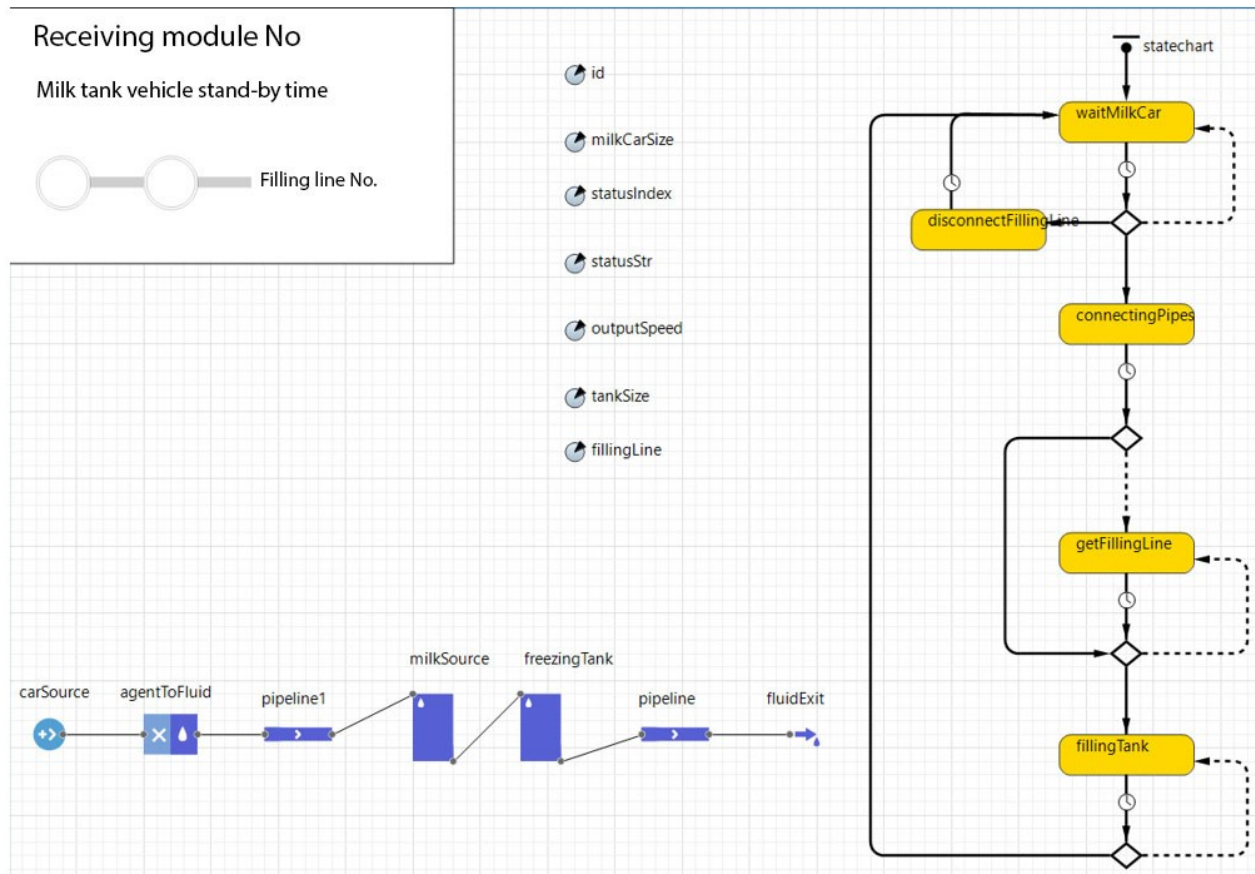 Receiving module No
Milk tank vehicle stand-by time
Filling line No.
id
milkCarSize
statusIndex
statusStr
outputSpeed
tankSize
fillingLine
carSource
agentToFluid
pipeline1
milkSource
freezingTank
pipeline
fluidExit
statechart
waitMilkCar
disconnectFillingLine
connectingPipes
getFillingLine
fillingTank